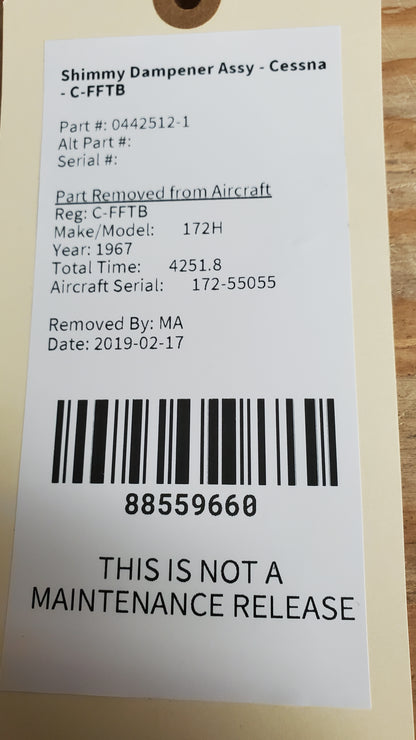 Shimmy Dampener Assy - Cessna
- C-FFTB
Part #: 0442512-1
Alt Part #:
Serial #:
Part Removed from Aircraft
Reg: C-FFTB
Make/Model: 172H
Year: 1967
Total Time: 4251.8
Aircraft Serial: 172-55055
Removed By: MA
Date: 2019-02-17
88559660
THIS IS NOT A
MAINTENANCE RELEASE